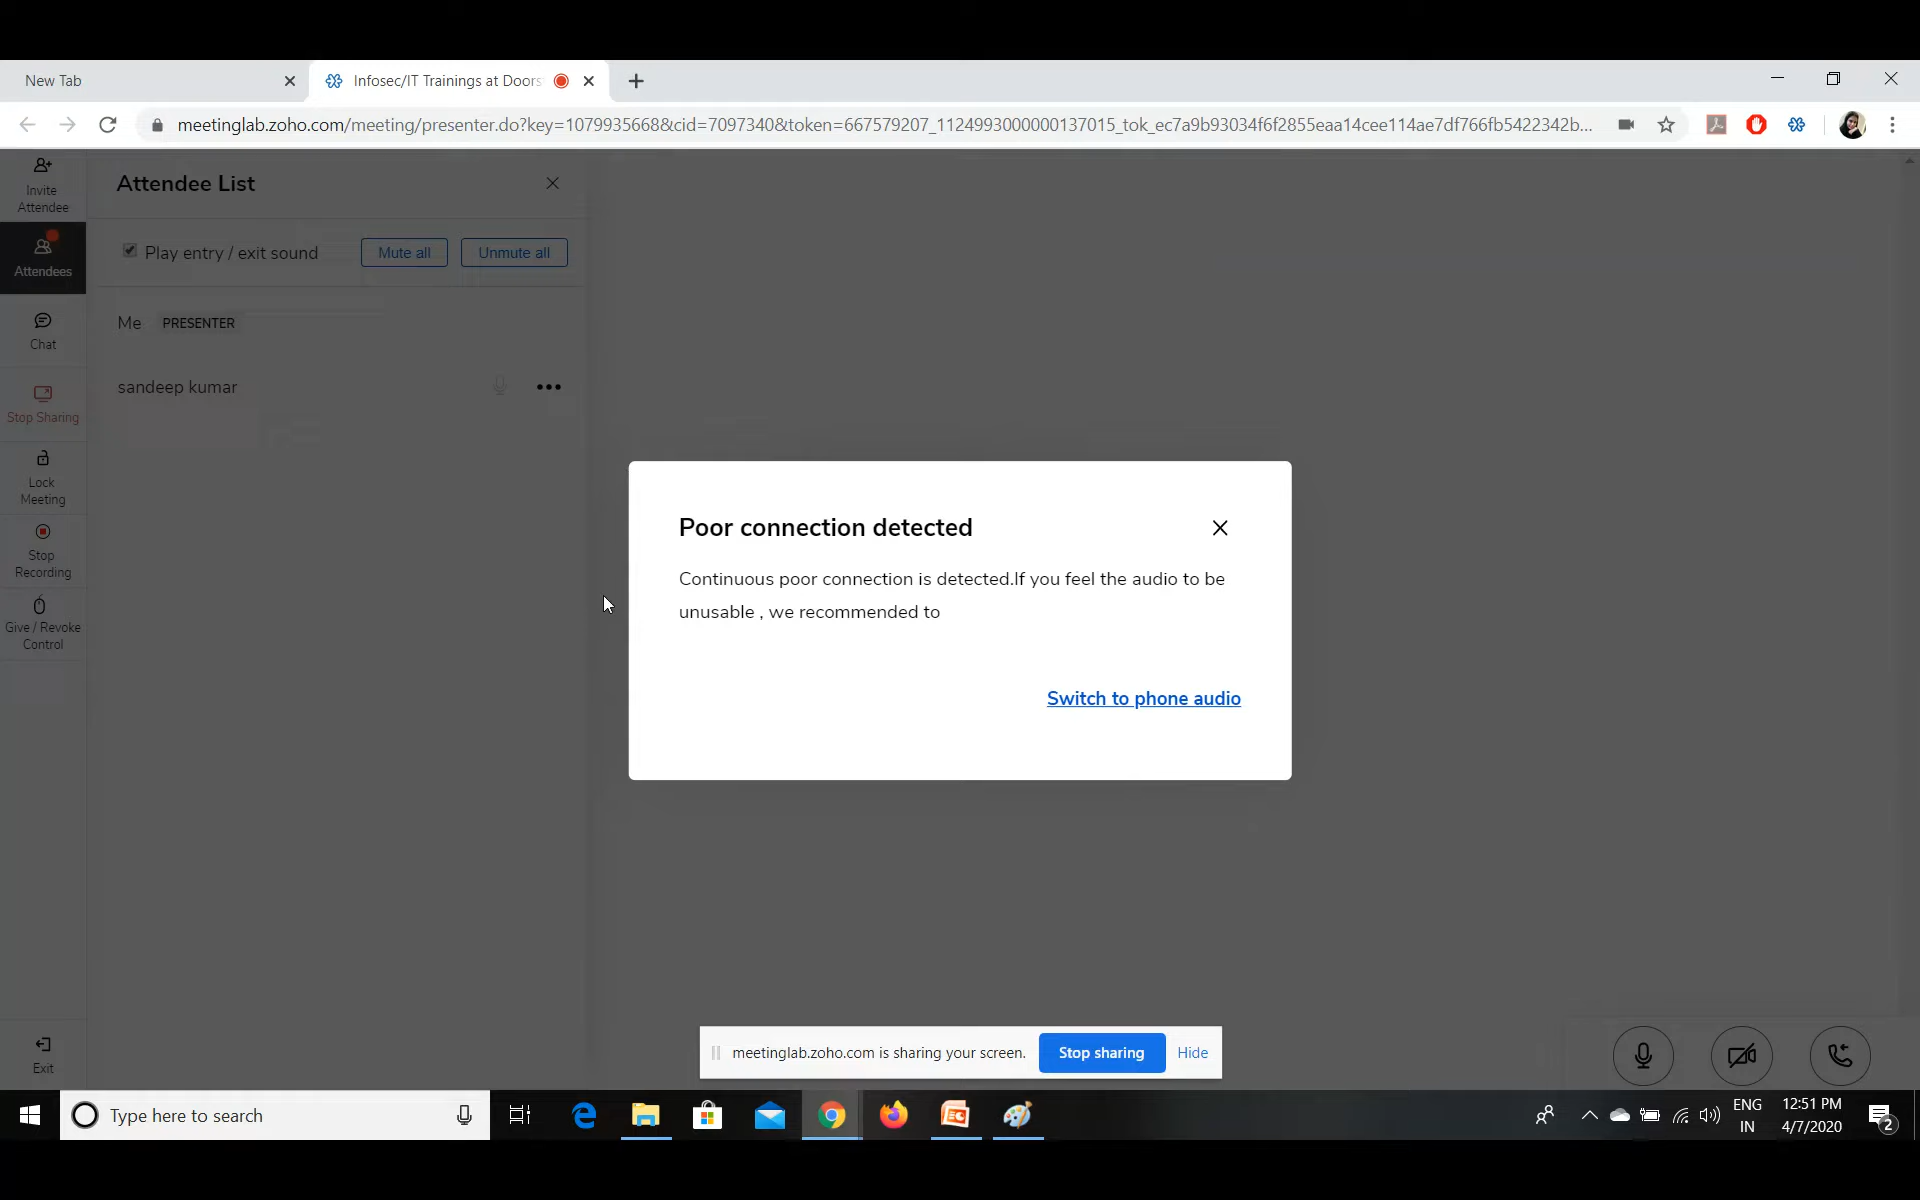 New Tab
Infosec/IT Trainings at Doors
meetinglab.zoho.com/meeting/presenter.do?key=1079935668&cid=7097340&token=667579207_1124993000000137015_tok_ec7a9b93034f6f2855eaa14cee114ae7df766fb5422342b...
Invite
Attendee
Attendee List
Play entry / exit sound
Mute all
Unmute all
Attendees
Me PRESENTER
Chat
sandeep kumar
Stop Sharing
Lock
Meeting
Stop
Recording
Give / Revoke
Control
Poor connection detected
Continuous poor connection is detected.If you feel the audio to be
unusable , we recommended to
Switch to phone audio
Exit
meetinglab.zoho.com is sharing your screen.
Stop sharing
Hide
Type here to search
ENG
IN
12:51 PM
4/7/2020
2